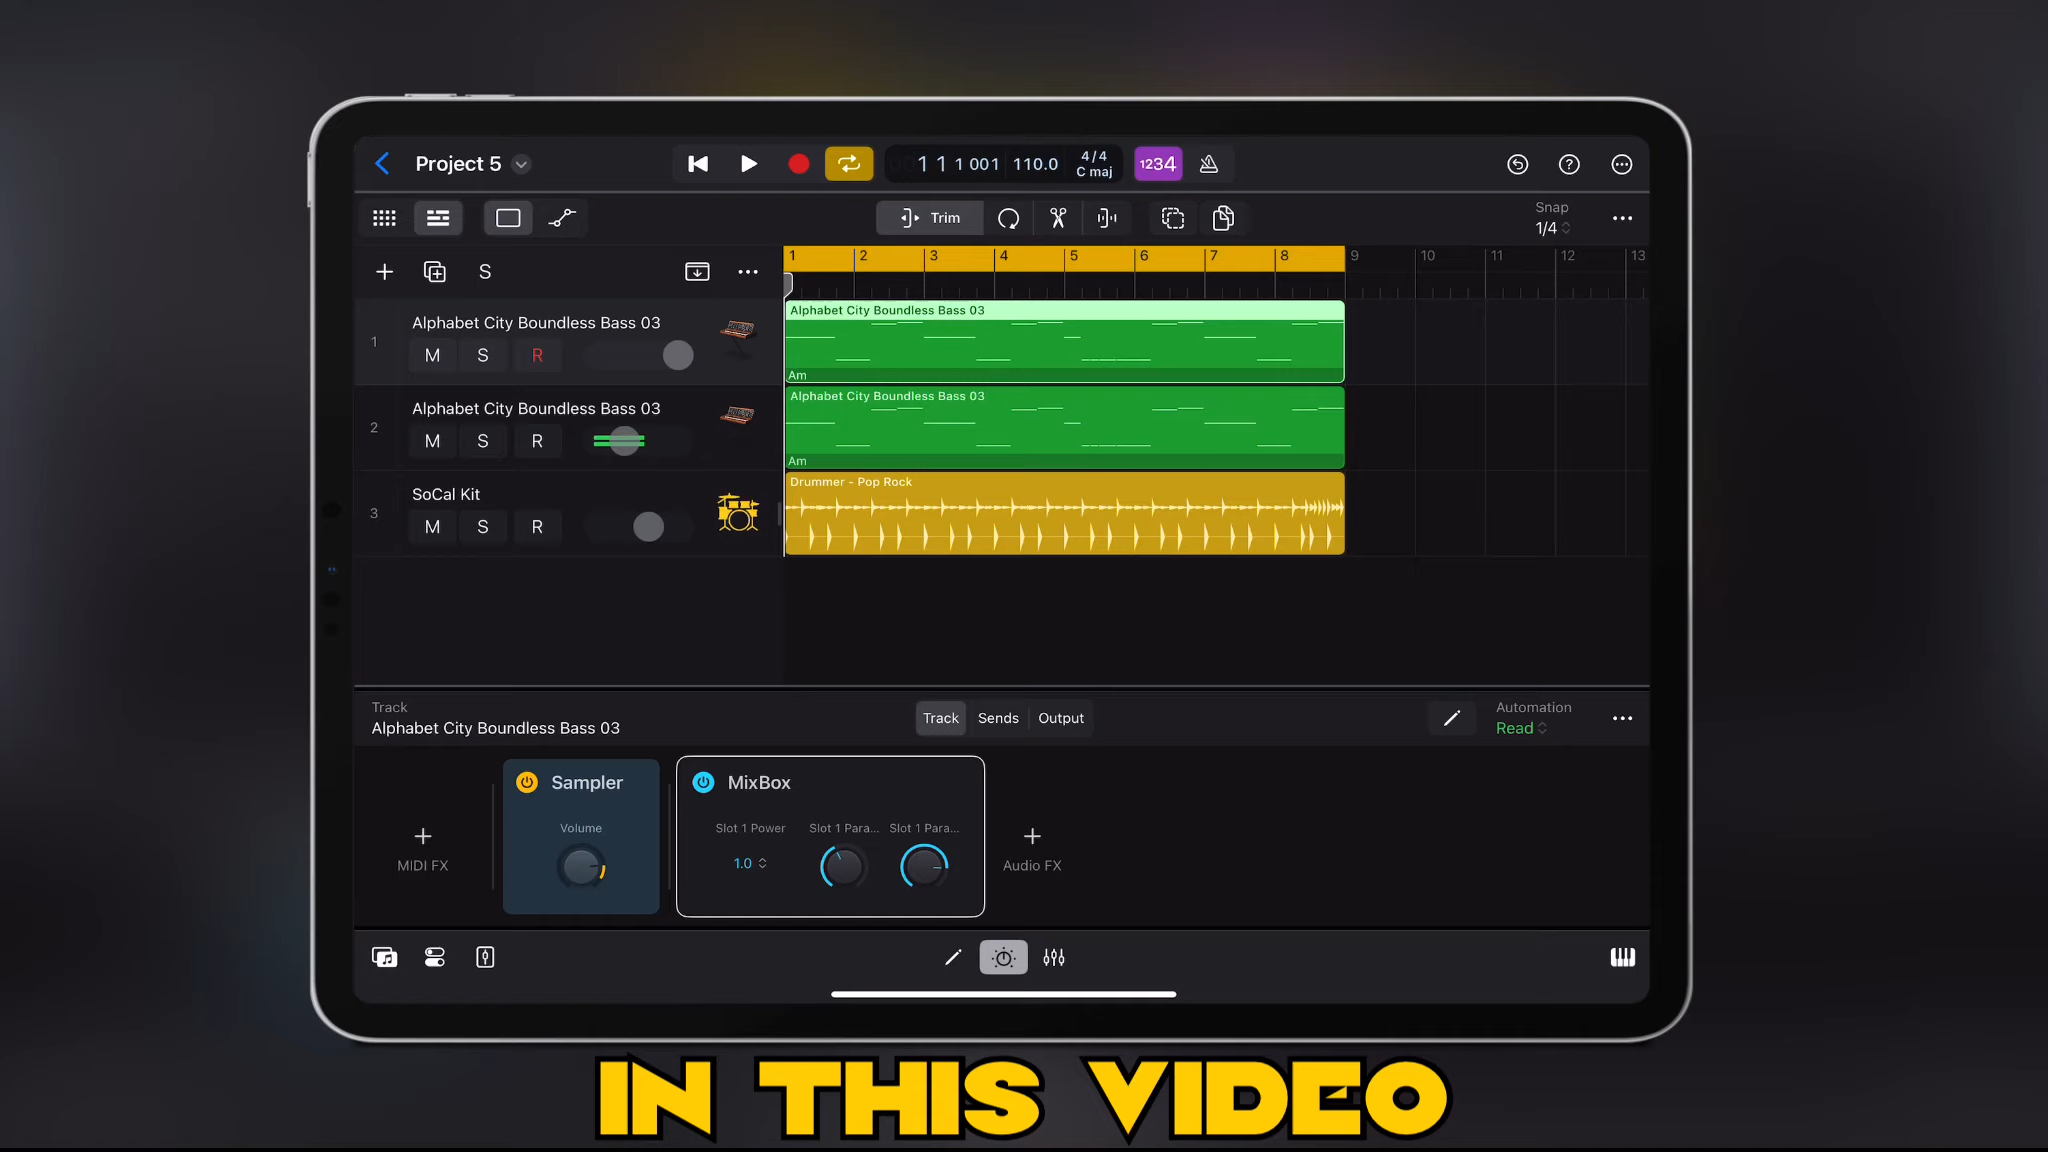 Project 5
1 1 1 001 110.0 4/4 C maj
1234
Trim
Snap
1/4
S
1 2 3 4 5 6 7 8 9 10 11 12 13
1
Alphabet City Boundless Bass 03
M S R
Alphabet City Boundless Bass 03
Am
2
Alphabet City Boundless Bass 03
M S R
Alphabet City Boundless Bass 03
Am
3
SoCal Kit
M S R
Drummer - Pop Rock
Track
Alphabet City Boundless Bass 03
Track Sends Output
Automation
Read
MIDI FX
Sampler
Volume
MixBox
Slot 1 Power Slot 1 Para... Slot 1 Para...
1.0
Audio FX
IN THIS VIDEO